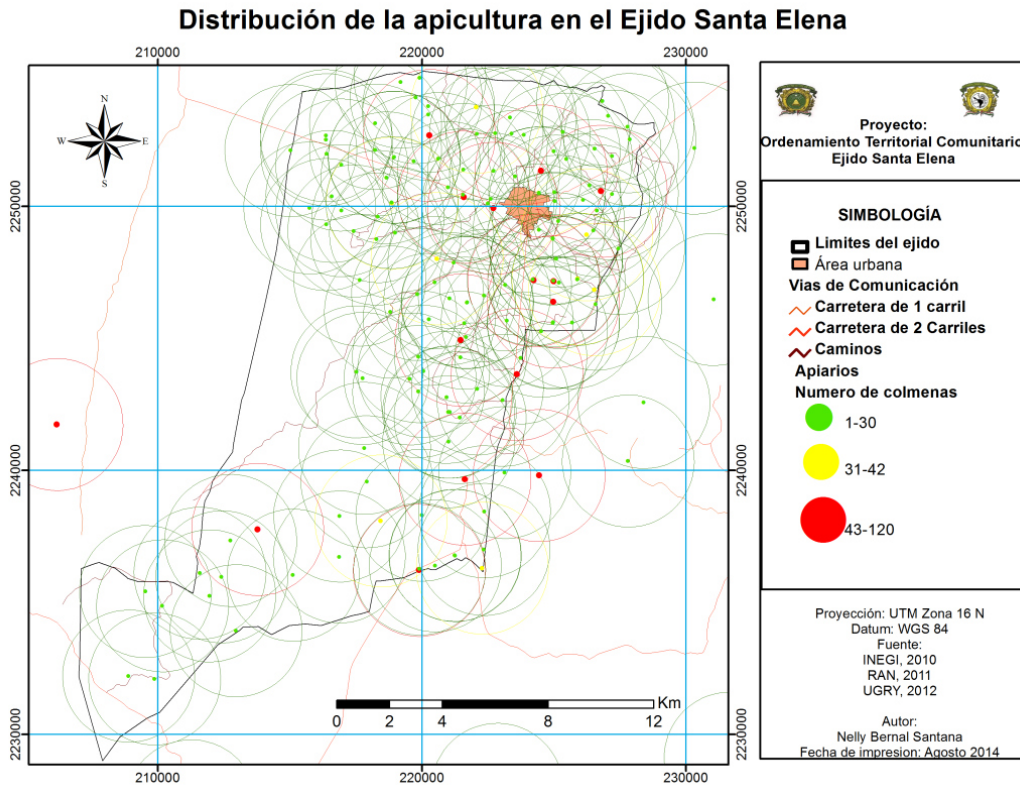 Distribución de la apicultura en el Ejido Santa Elena
210000
220000
230000
N
W
E
S
2250000
2250000
2240000
2240000
2230000
2230000
Km
0
2
4
8
12
210000
220000
230000
Proyecto:
Ordenamiento Territorial Comunitario
Ejido Santa Elena
SIMBOLOGÍA
Limites del ejido
Área urbana
Vias de Comunicación
Carretera de 1 carril
Carretera de 2 Carriles
Caminos
Apiarios
Numero de colmenas
1-30
31-42
43-120
Proyección: UTM Zona 16 N
Datum: WGS 84
Fuente:
INEGI, 2010
RAN, 2011
UGRY, 2012
Autor:
Nelly Bernal Santana
Fecha de impresion: Agosto 2014